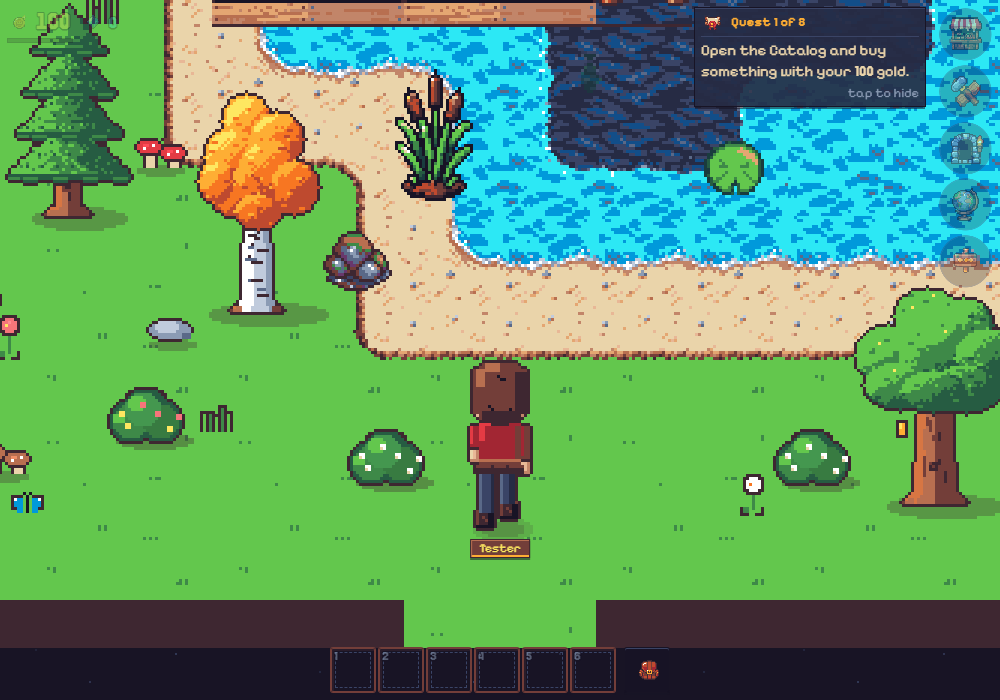 100
Quest 1 of 8
Open the Catalog and buy
something with your 100 gold.
tap to hide
Tester
1 2 3 4 5 6